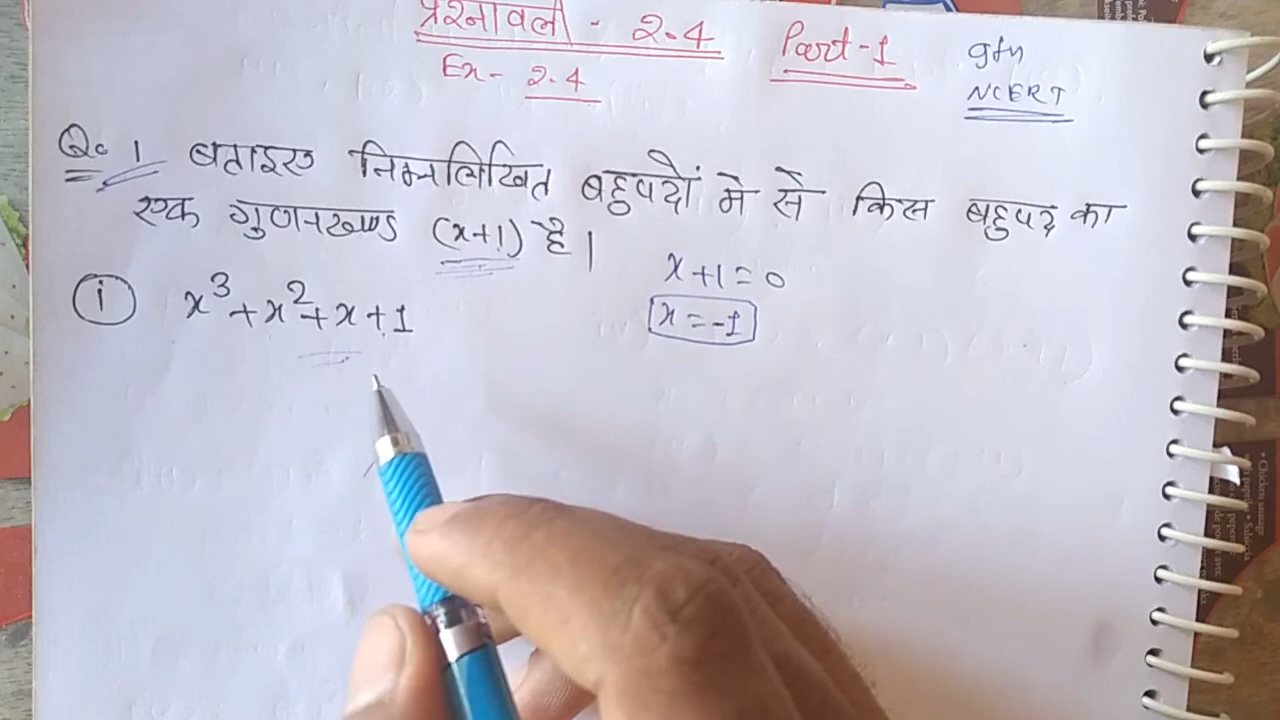 प्रश्नावली - 2.4 Part-1 9th
NCERT
Ex- 2.4
Q. 1 बताइए निम्नलिखित बहुपदों मे से किस बहुपद का
एक गुणनखण्ड (x+1) है।
x+1=0
x=-1
i x³+x²+x+1